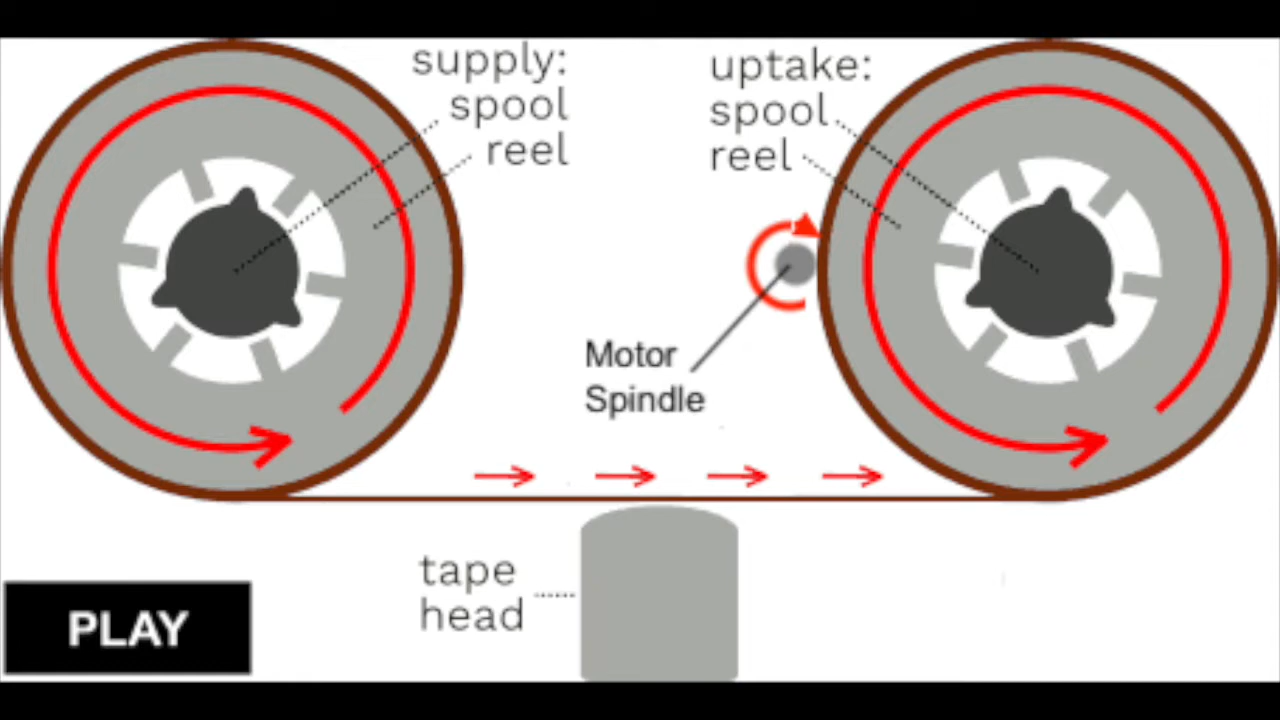 supply:
spool
reel
uptake:
spool
reel
Motor
Spindle
tape
head
PLAY